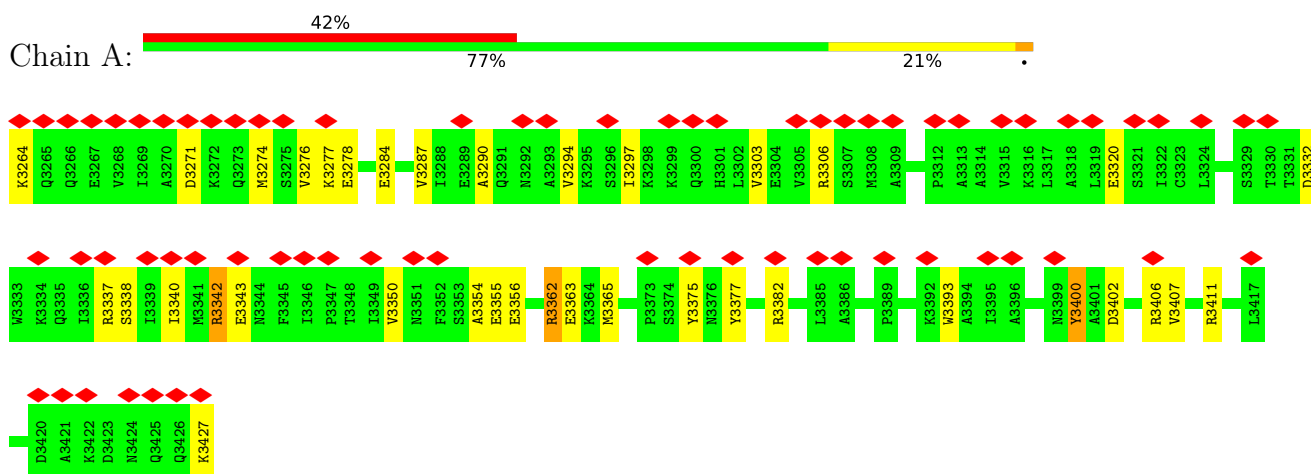 42%
Chain A:
77% 21% •
K3264 Q3265 Q3266 E3267 V3268 I3269 A3270 D3271 K3272 Q3273 M3274 S3275 V3276 K3277 E3278 E3284 V3287 I3288 E3289 A3290 Q3291 N3292 A3293 V3294 K3295 S3296 I3297 K3298 K3299 Q3300 H3301 L3302 V3303 E3304 V3305 R3306 S3307 M3308 A3309 P3312 A3313 A3314 V3315 K3316 L3317 A3318 L3319 E3320 S3321 I3322 C3323 L3324 S3329 T3330 T3331 D3332
W3333 K3334 Q3335 I3336 R3337 S3338 I3339 I3340 M3341 R3342 E3343 N3344 F3345 I3346 P3347 T3348 I3349 V3350 N3351 F3352 S3353 A3354 E3355 E3356 R3362 E3363 K3364 M3365 P3373 S3374 Y3375 N3376 Y3377 R3382 L3385 A3386 P3389 K3392 W3393 A3394 I3395 A3396 N3399 Y3400 A3401 D3402 R3406 V3407 R3411 L3417
D3420 A3421 K3422 D3423 N3424 Q3425 Q3426 K3427